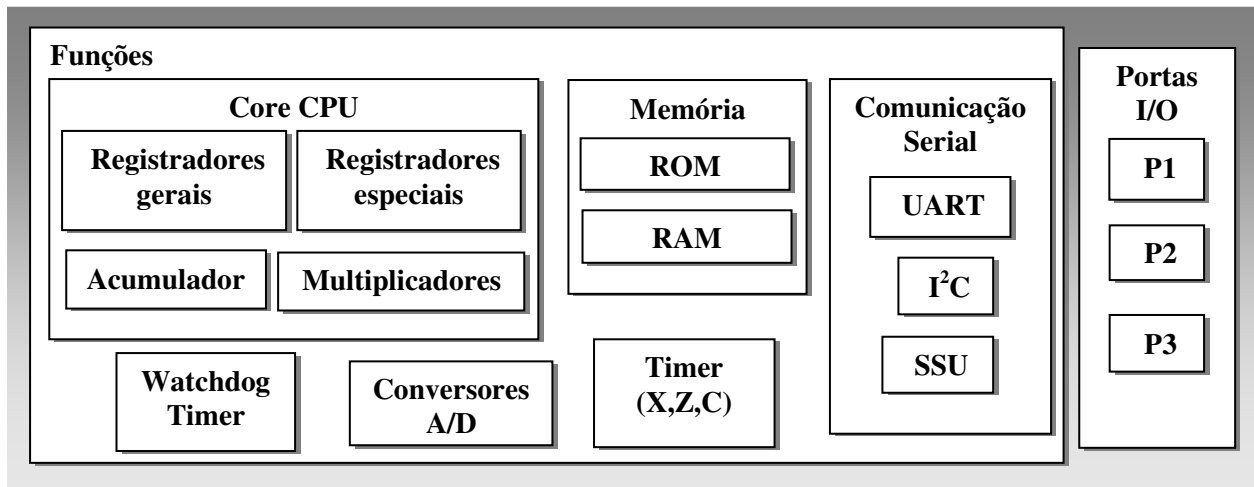 Funções
Core CPU
Registradores
gerais
Registradores
especiais
Acumulador
Multiplicadores
Memória
ROM
RAM
Comunicação
Serial
UART
I²C
SSU
Watchdog
Timer
Conversores
A/D
Timer
(X,Z,C)
Portas
I/O
P1
P2
P3